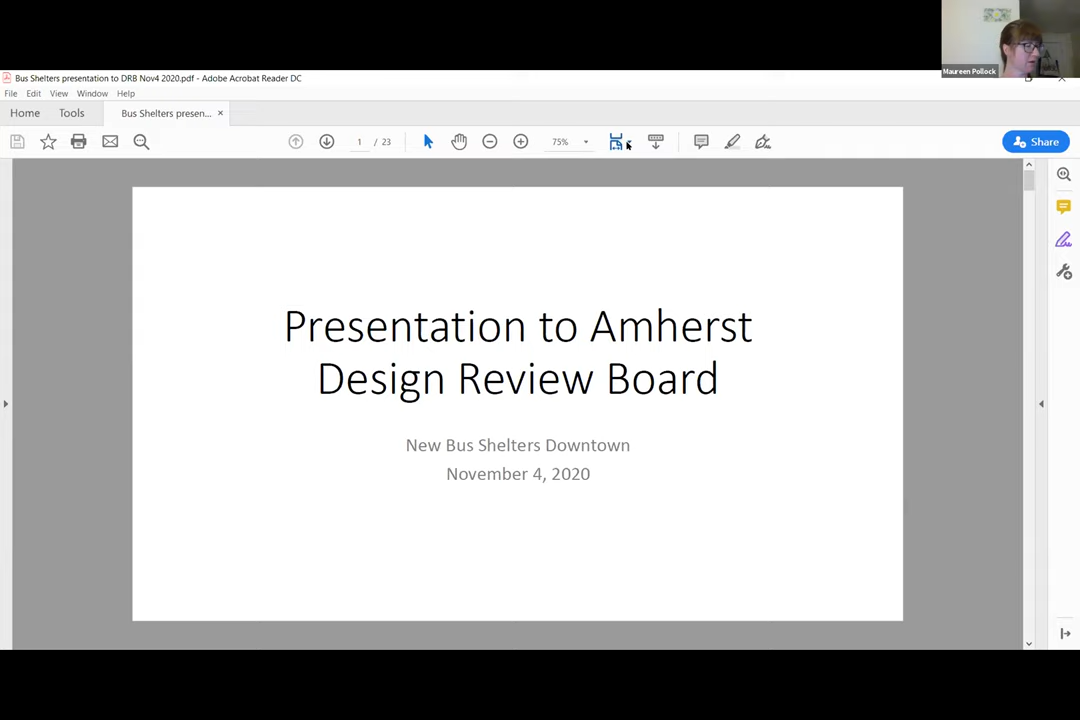 Maureen Pollock
Bus Shelters presentation to DRB Nov4 2020.pdf - Adobe Acrobat Reader DC
File Edit View Window Help
Home Tools Bus Shelters presen... ×
1 / 23 75% Share
Presentation to Amherst
Design Review Board
New Bus Shelters Downtown
November 4, 2020